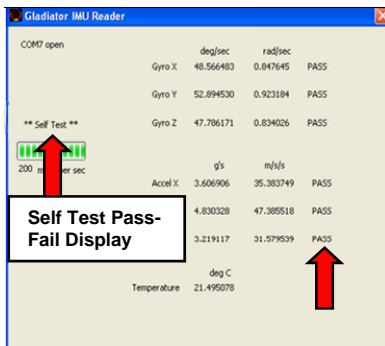 Gladiator IMU Reader
COM7 open
deg/sec rad/sec
Gyro X 48.566483 0.847645 PASS
Gyro Y 52.894530 0.923184 PASS
** Self Test ** Gyro Z 47.786171 0.834026 PASS
200 per sec
g's m/s/s
Accel X 3.606906 35.383749 PASS
Self Test Pass-
Fail Display
4.830328 47.385518 PASS
3.219117 31.579539 PASS
deg C
Temperature 21.495078